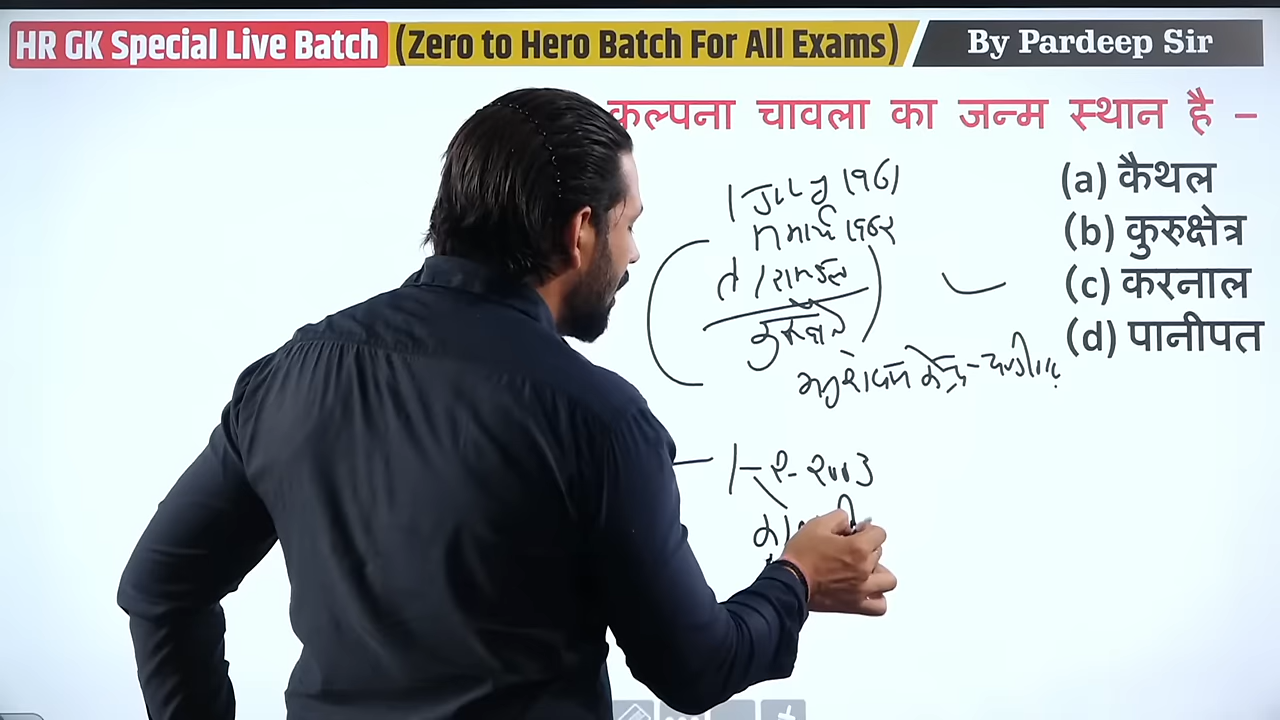 HR GK Special Live Batch (Zero to Hero Batch For All Exams) By Pardeep Sir
कल्पना चावला का जन्म स्थान है –
(a) कैथल
(b) कुरुक्षेत्र
(c) करनाल
(d) पानीपत
1 July 1961
मार्च 1962
1-2-2003